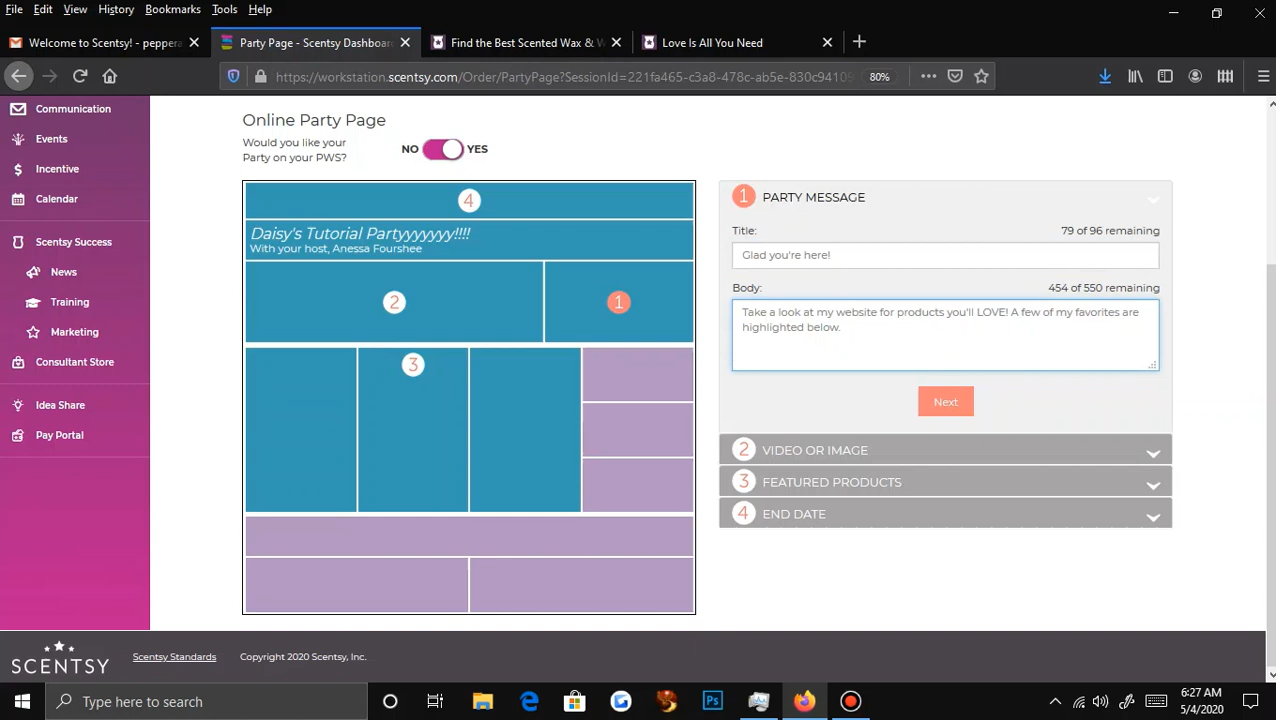 File Edit View History Bookmarks Tools Help
Welcome to Scentsy! - peppera
Party Page - Scentsy Dashboard
Find the Best Scented Wax & W
Love Is All You Need
https://workstation.scentsy.com/Order/PartyPage?SessionId=221fa465-c3a8-478c-ab5e-830c94109
80%
Communication
Events
Incentive
Calendar
Scentsy Success
News
Training
Marketing
Consultant Store
Idea Share
Pay Portal
Online Party Page
Would you like your
Party on your PWS?
NO YES
4
Daisy's Tutorial Partyyyyyyy!!!!
With your host, Anessa Fourshee
2
1
3
1 PARTY MESSAGE
Title: 79 of 96 remaining
Glad you're here!
Body: 454 of 550 remaining
Take a look at my website for products you'll LOVE! A few of my favorites are
highlighted below.
Next
2 VIDEO OR IMAGE
3 FEATURED PRODUCTS
4 END DATE
SCENTSY
Scentsy Standards
Copyright 2020 Scentsy, Inc.
Type here to search
Ps
6:27 AM
5/4/2020